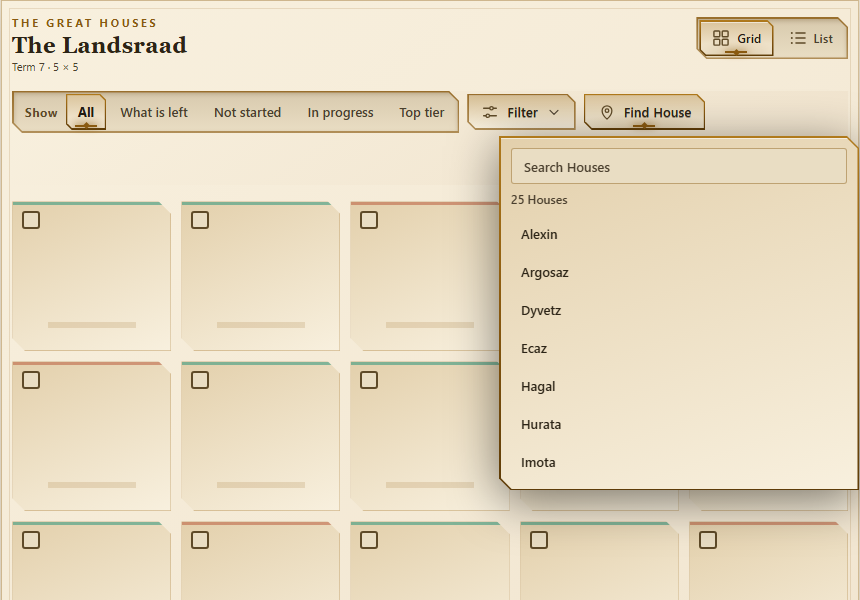 THE GREAT HOUSES
The Landsraad
Term 7 · 5 × 5
Grid
List
Show All What is left Not started In progress Top tier
Filter
Find House
Search Houses
25 Houses
Alexin
Argosaz
Dyvetz
Ecaz
Hagal
Hurata
Imota